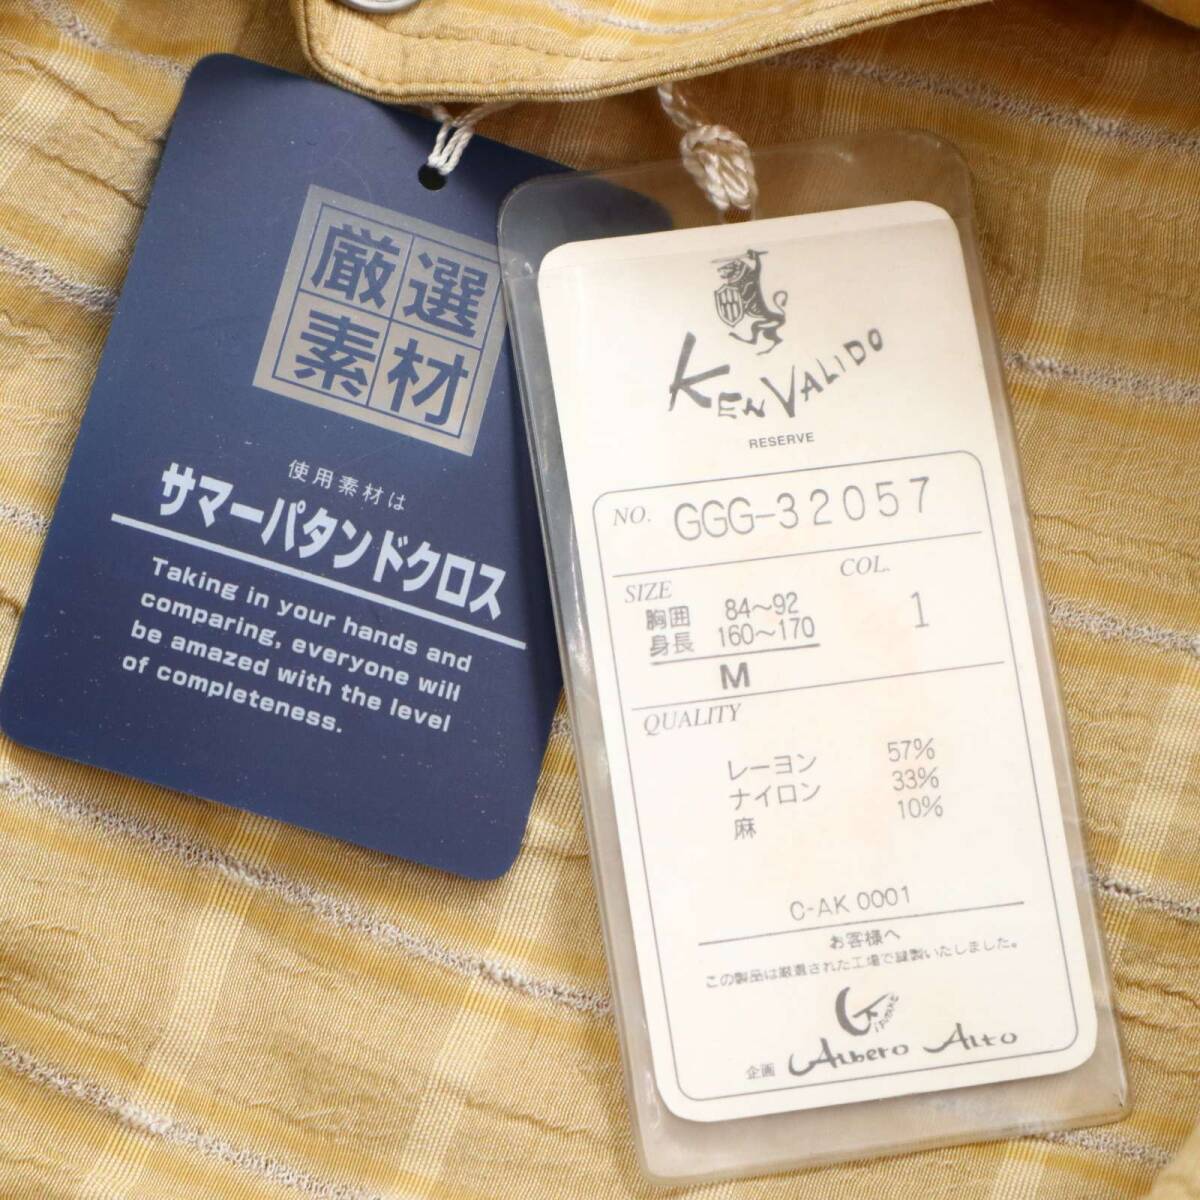 厳選
素材
使用素材は
サマーパタンドクロス
Taking in your hands and
comparing, everyone will
be amazed with the level
of completeness.
KEN VALIDO
RESERVE
NO. GGG-32057
SIZE
胸囲 84～92
身長 160～170
M
COL.
1
QUALITY
レーヨン 57%
ナイロン 33%
麻 10%
C-AK 0001
お客様へ
この製品は厳選された工場で縫製いたしました。
企画 Albero Alto